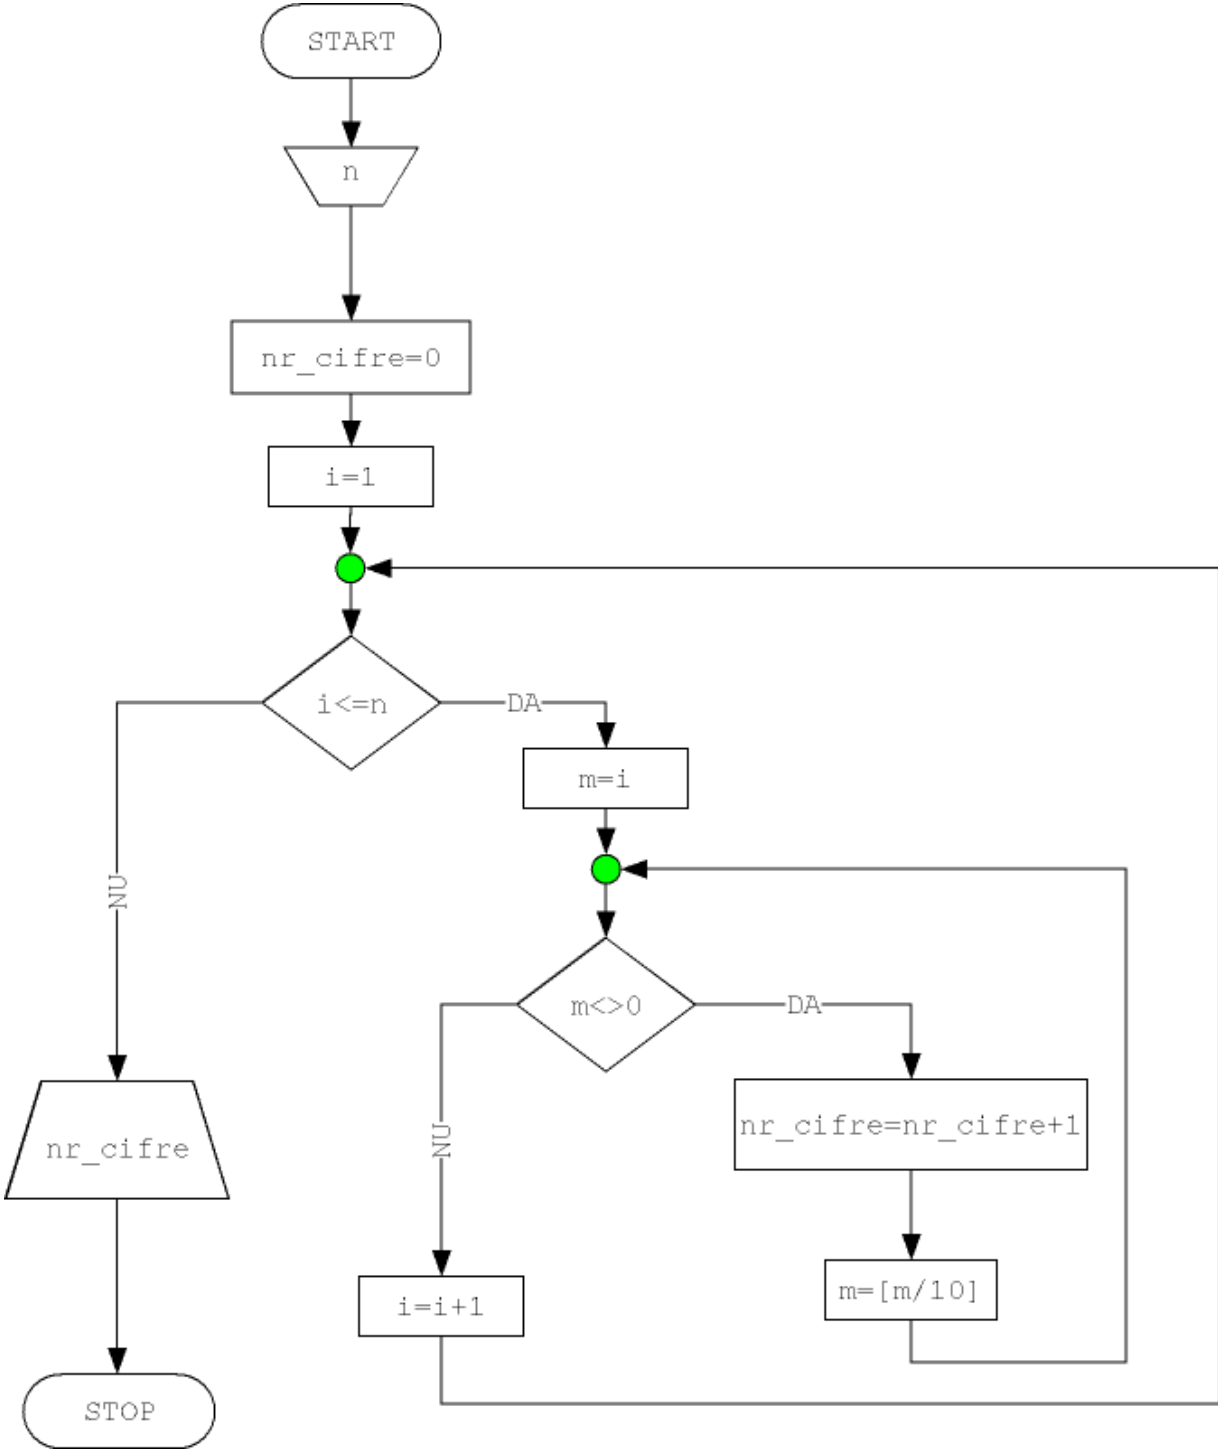 START
n
nr_cifre=0
i=1
i<=n
DA
m=i
NU
m<>0
DA
nr_cifre=nr_cifre+1
NU
nr_cifre
m=[m/10]
i=i+1
STOP